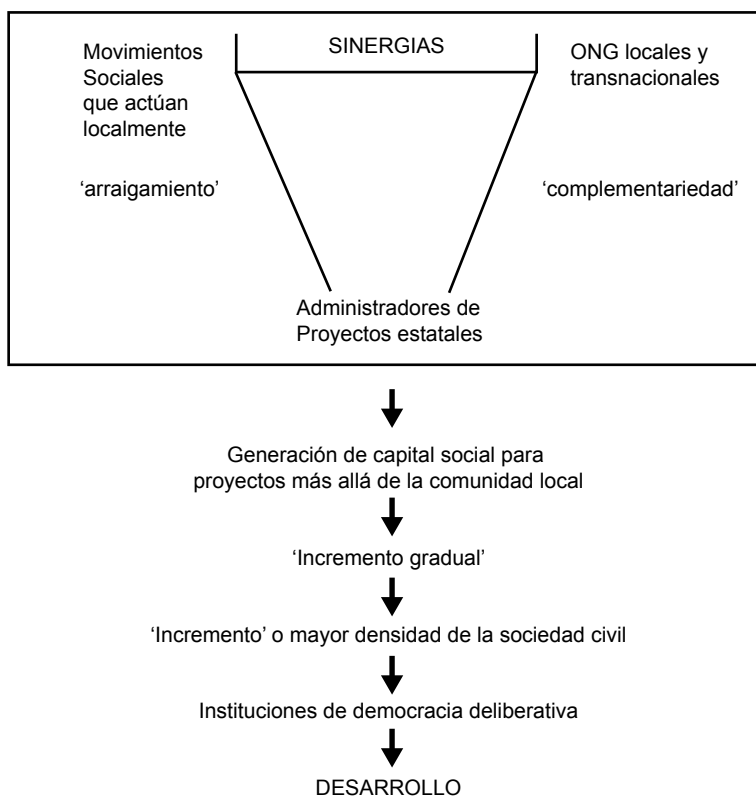 Movimientos
Sociales
que actúan
localmente
SINERGIAS
ONG locales y
transnacionales
‘arraigamiento’
‘complementariedad’
Administradores de
Proyectos estatales
Generación de capital social para
proyectos más allá de la comunidad local
‘Incremento gradual’
‘Incremento’ o mayor densidad de la sociedad civil
Instituciones de democracia deliberativa
DESARROLLO